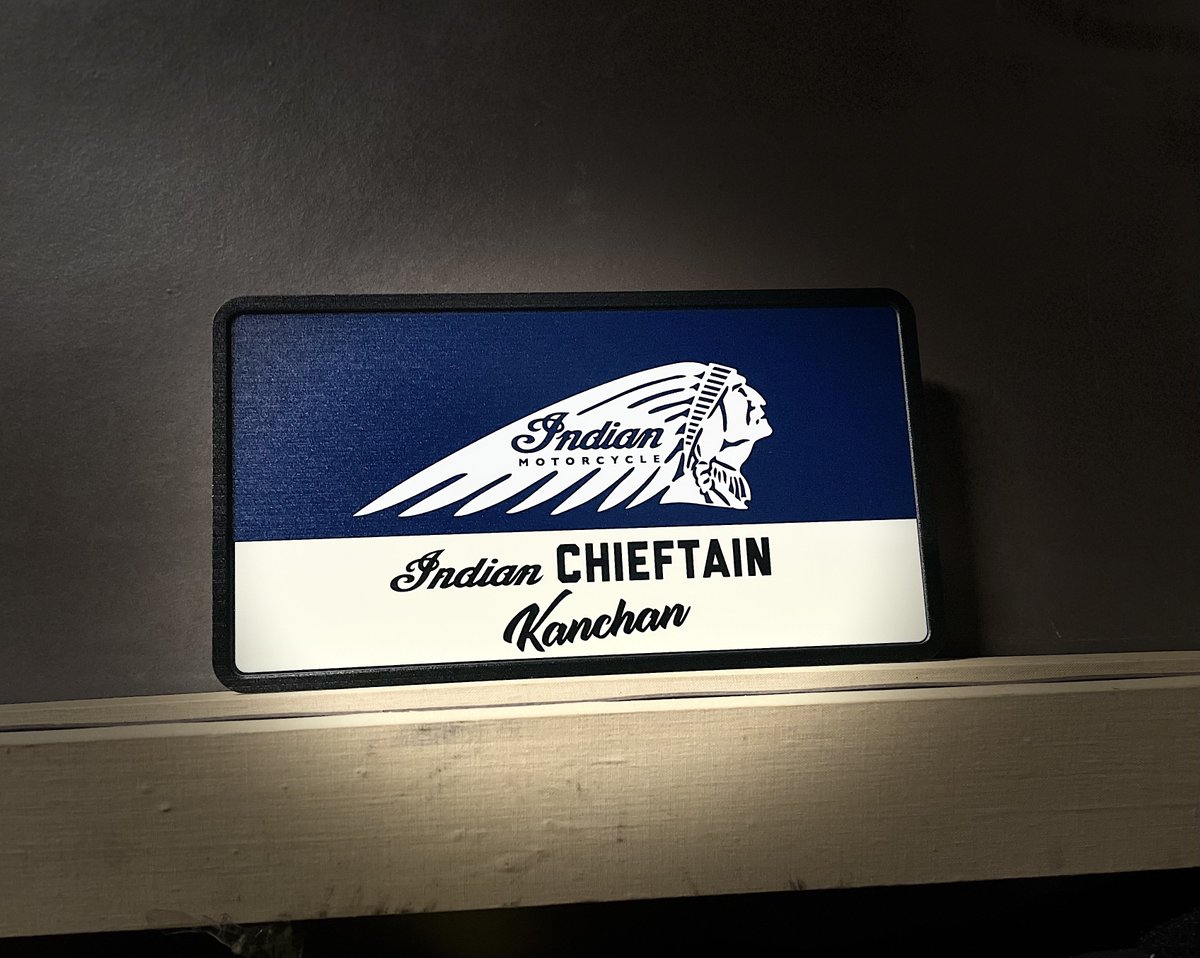 Indian
MOTORCYCLE
Indian CHIEFTAIN
Kanchan